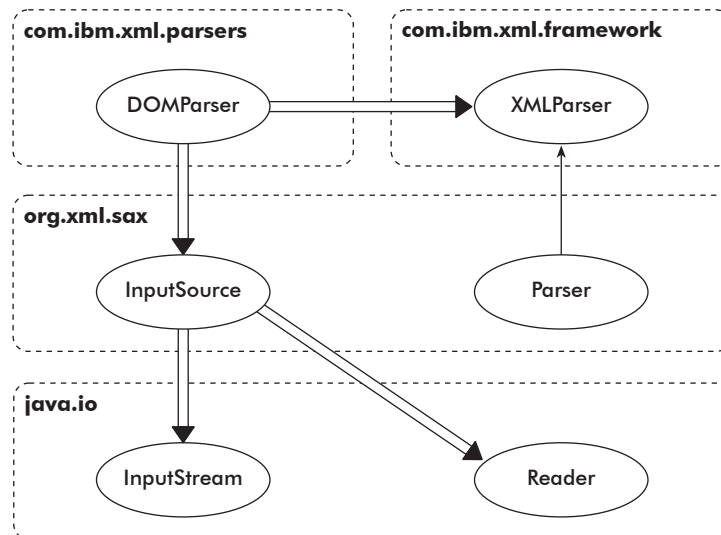 com.ibm.xml.parsers
com.ibm.xml.framework
DOMParser
XMLParser
org.xml.sax
InputSource
Parser
java.io
InputStream
Reader